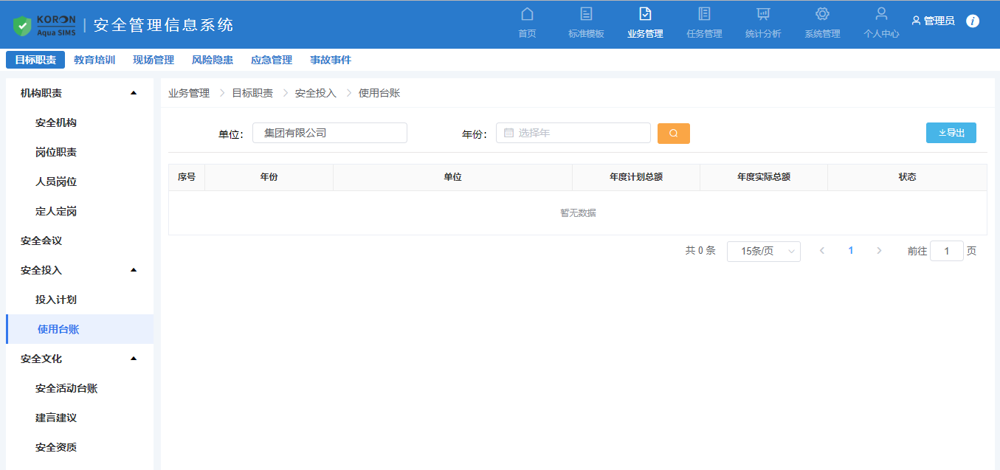 KORON
Aqua SIMS
安全管理信息系统
首页
标准模板
业务管理
任务管理
统计分析
系统管理
个人中心
管理员
i
目标职责 教育培训 现场管理 风险隐患 应急管理 事故事件
机构职责
安全机构
岗位职责
人员岗位
定人定岗
安全会议
安全投入
投入计划
使用台账
安全文化
安全活动台账
建言建议
安全资质
业务管理 > 目标职责 > 安全投入 > 使用台账
单位： 集团有限公司 年份： 选择年 导出
序号 年份 单位 年度计划总额 年度实际总额 状态
暂无数据
共 0 条 15条/页 < 1 > 前往 1 页